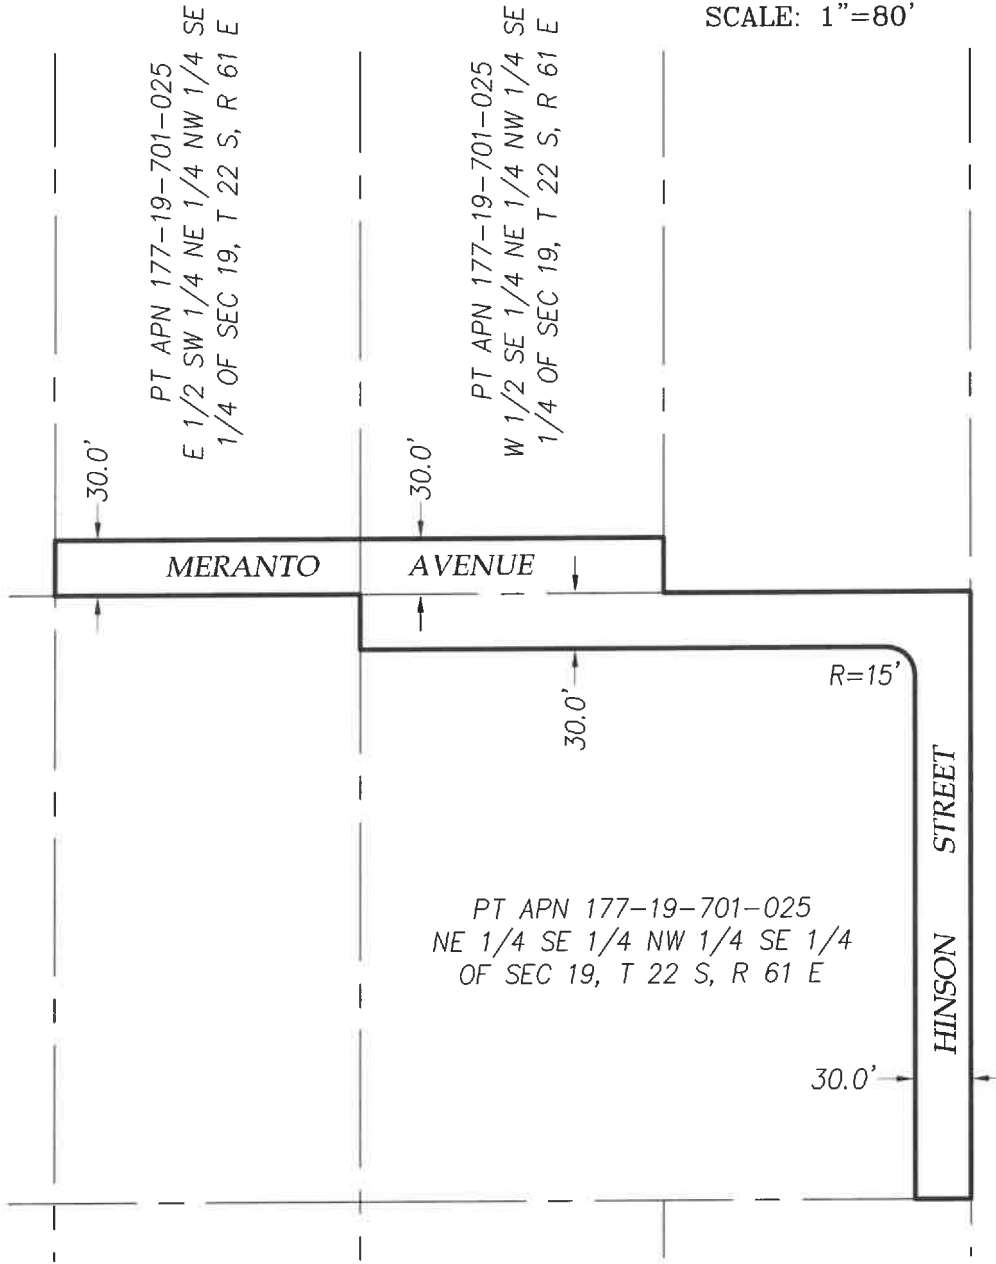 SCALE: 1"=80'
PT APN 177-19-701-025
E 1/2 SW 1/4 NE 1/4 NW 1/4 SE
1/4 OF SEC 19, T 22 S, R 61 E
PT APN 177-19-701-025
W 1/2 SE 1/4 NE 1/4 NW 1/4 SE
1/4 OF SEC 19, T 22 S, R 61 E
30.0'
30.0'
MERANTO AVENUE
R=15'
30.0'
HINSON STREET
PT APN 177-19-701-025
NE 1/4 SE 1/4 NW 1/4 SE 1/4
OF SEC 19, T 22 S, R 61 E
30.0'